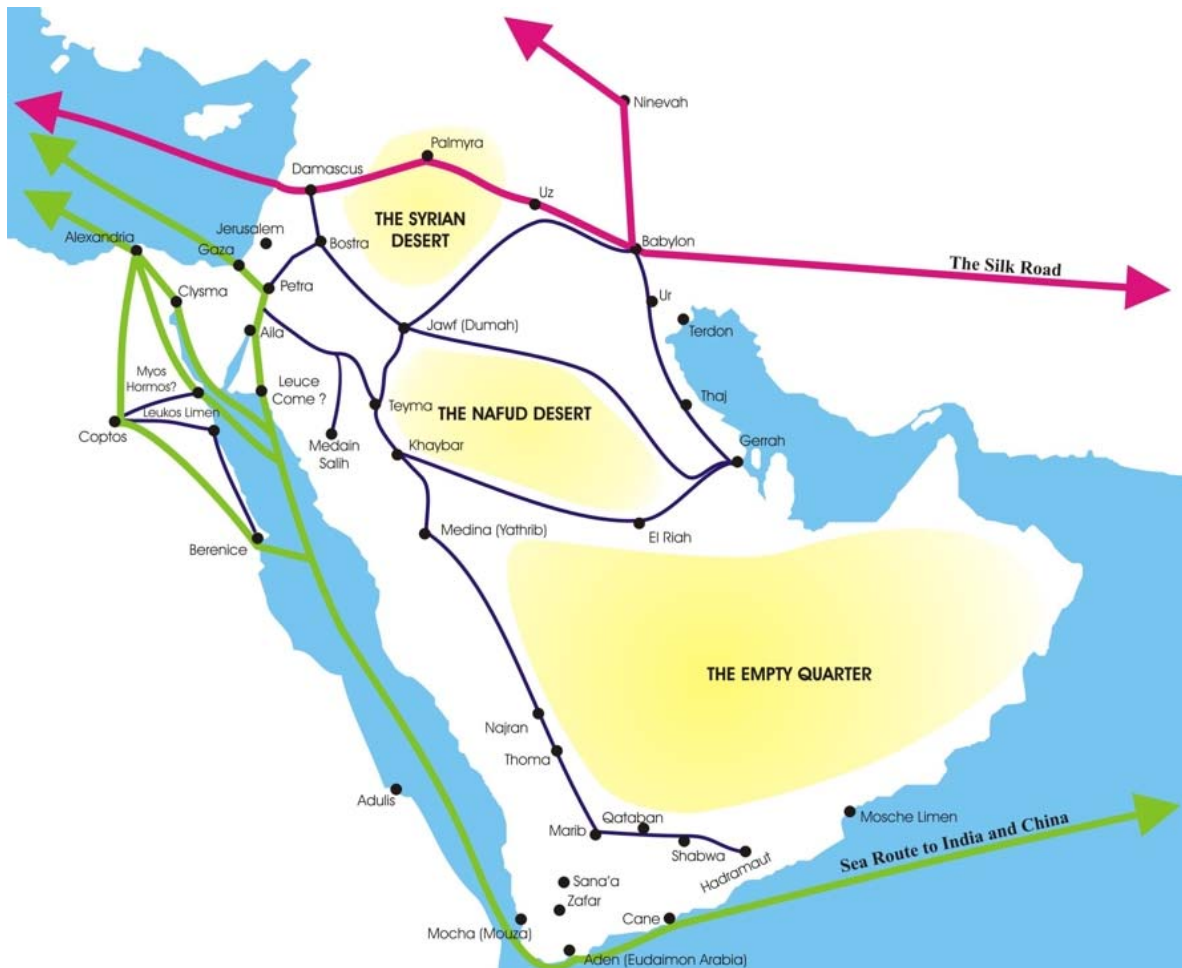 Ninevah
Palmyra
Damascus
Uz
THE SYRIAN
DESERT
Jerusalem
Alexandria
Gaza
Bostra
Babylon
The Silk Road
Clysma
Petra
Ur
Aila
Jawf (Dumah)
Terdon
Myos
Hormos?
Leuce
Come ?
Leukos Limen
Teyma
THE NAFUD DESERT
Thaj
Coptos
Medain
Salih
Khaybar
Gerrah
Medina (Yathrib)
El Riah
Berenice
THE EMPTY QUARTER
Najran
Thoma
Adulis
Marib
Qataban
Shabwa
Hadramaut
Mosche Limen
Sea Route to India and China
Sana'a
Zafar
Mocha (Mouza)
Cane
Aden (Eudaimon Arabia)